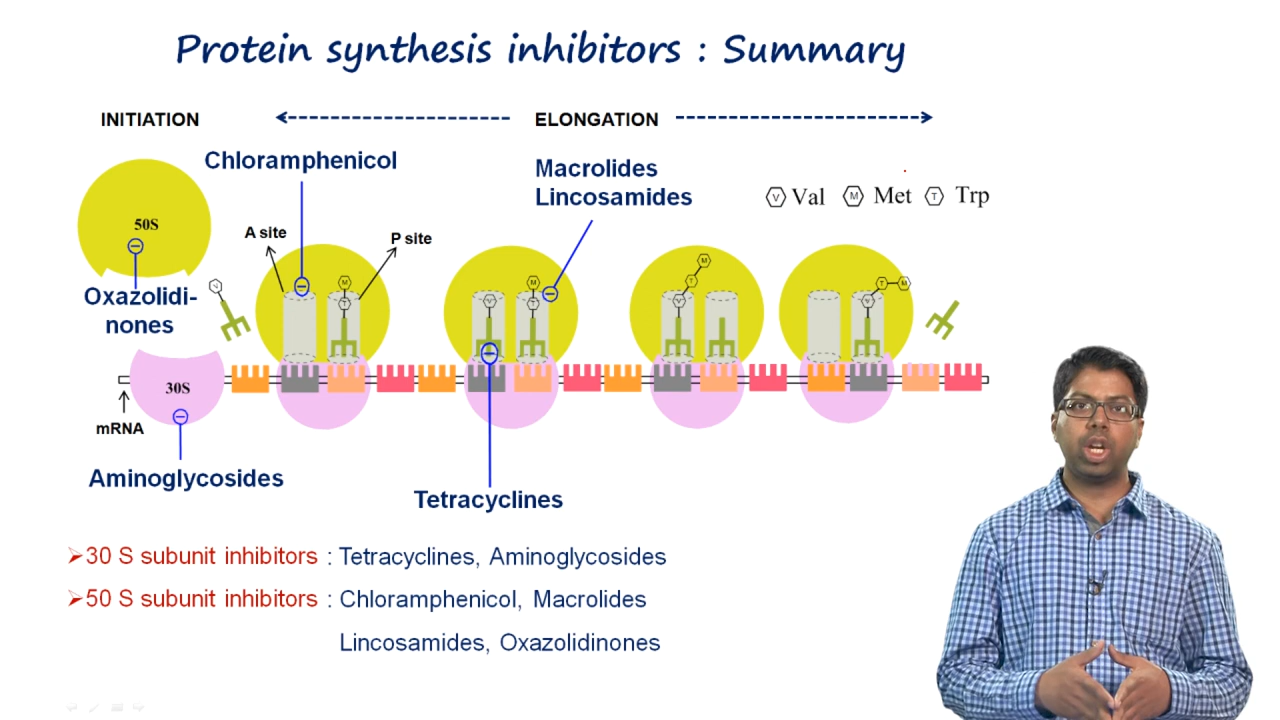 Protein synthesis inhibitors : Summary
INITIATION
ELONGATION
Chloramphenicol
Macrolides
Lincosamides
V Val M Met T Trp
50S
A site
P site
Oxazolidi-
nones
V
M
T
V
M
T
M
T
V
V
T
M
30S
mRNA
Aminoglycosides
Tetracyclines
30 S subunit inhibitors : Tetracyclines, Aminoglycosides
50 S subunit inhibitors : Chloramphenicol, Macrolides
Lincosamides, Oxazolidinones